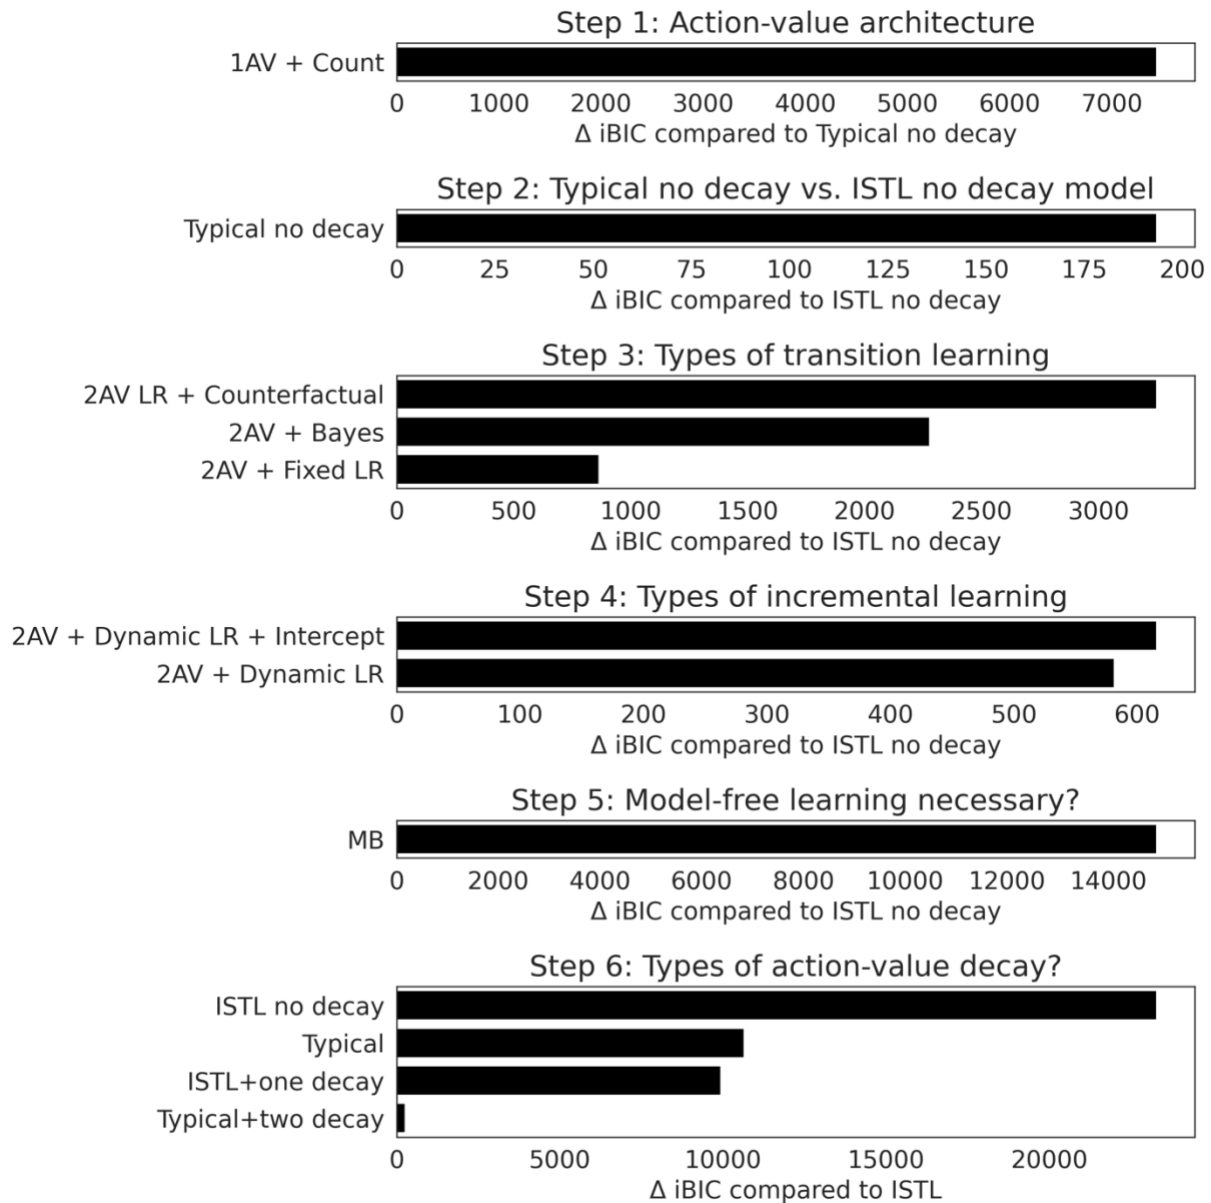 Step 1: Action-value architecture
1AV + Count
0 1000 2000 3000 4000 5000 6000 7000
Δ iBIC compared to Typical no decay
Step 2: Typical no decay vs. ISTL no decay model
Typical no decay
0 25 50 75 100 125 150 175 200
Δ iBIC compared to ISTL no decay
Step 3: Types of transition learning
2AV LR + Counterfactual
2AV + Bayes
2AV + Fixed LR
0 500 1000 1500 2000 2500 3000
Δ iBIC compared to ISTL no decay
Step 4: Types of incremental learning
2AV + Dynamic LR + Intercept
2AV + Dynamic LR
0 100 200 300 400 500 600
Δ iBIC compared to ISTL no decay
Step 5: Model-free learning necessary?
MB
0 2000 4000 6000 8000 10000 12000 14000
Δ iBIC compared to ISTL no decay
Step 6: Types of action-value decay?
ISTL no decay
Typical
ISTL+one decay
Typical+two decay
0 5000 10000 15000 20000
Δ iBIC compared to ISTL